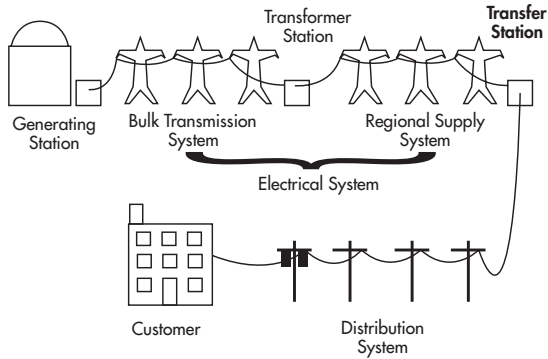 Transformer
Station
Transfer
Station
Generating
Station
Bulk Transmission
System
Regional Supply
System
Electrical System
Customer
Distribution
System